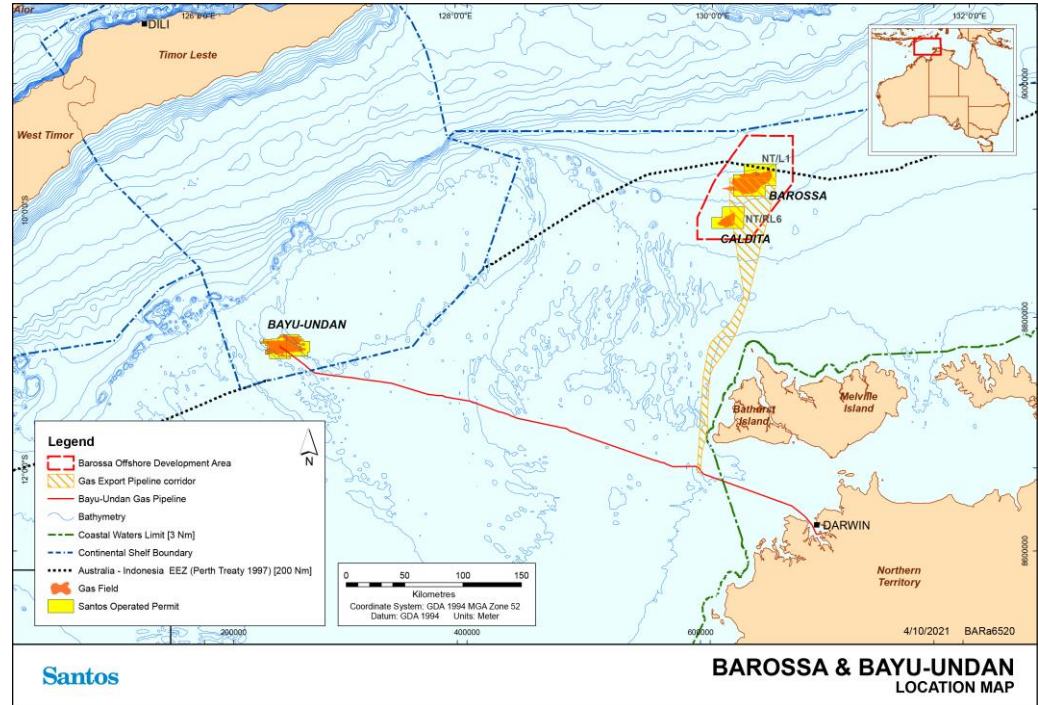 Alor
DILI
126°0'0"E
128°0'0"E
130°0'0"E
132°0'0"E
Timor Leste
West Timor
9000000
10°0'0"S
NT/L1
BAROSSA
NT/RL6
CALDITA
BAYU-UNDAN
8800000
Melville
Island
Bathurst
Island
12°0'0"S
DARWIN
Northern
Territory
8600000
Legend
N
Barossa Offshore Development Area
Gas Export Pipeline corridor
Bayu-Undan Gas Pipeline
Bathymetry
Coastal Waters Limit [3 Nm]
Continental Shelf Boundary
Australia - Indonesia EEZ (Perth Treaty 1997) [200 Nm]
Gas Field
Santos Operated Permit
0 50 100 150
Kilometres
Coordinate System: GDA 1994 MGA Zone 52
Datum: GDA 1994 Units: Meter
200000
400000
600000
4/10/2021 BARa6520
Santos
BAROSSA & BAYU-UNDAN
LOCATION MAP